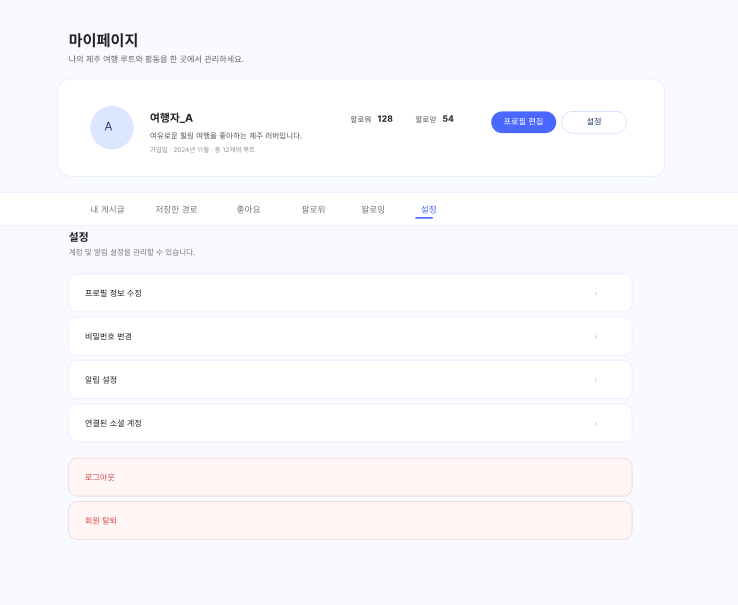 마이페이지
나의 제주 여행 루트와 활동을 한 곳에서 관리하세요.
A
여행자_A
여유로운 힐링 여행을 좋아하는 제주 러버입니다.
가입일 · 2024년 11월 · 총 12개의 루트
팔로워 128
팔로잉 54
프로필 편집
설정
내 게시글
저장한 경로
좋아요
팔로워
팔로잉
설정
설정
계정 및 알림 설정을 관리할 수 있습니다.
프로필 정보 수정 ›
비밀번호 변경 ›
알림 설정 ›
연결된 소셜 계정 ›
로그아웃
회원 탈퇴